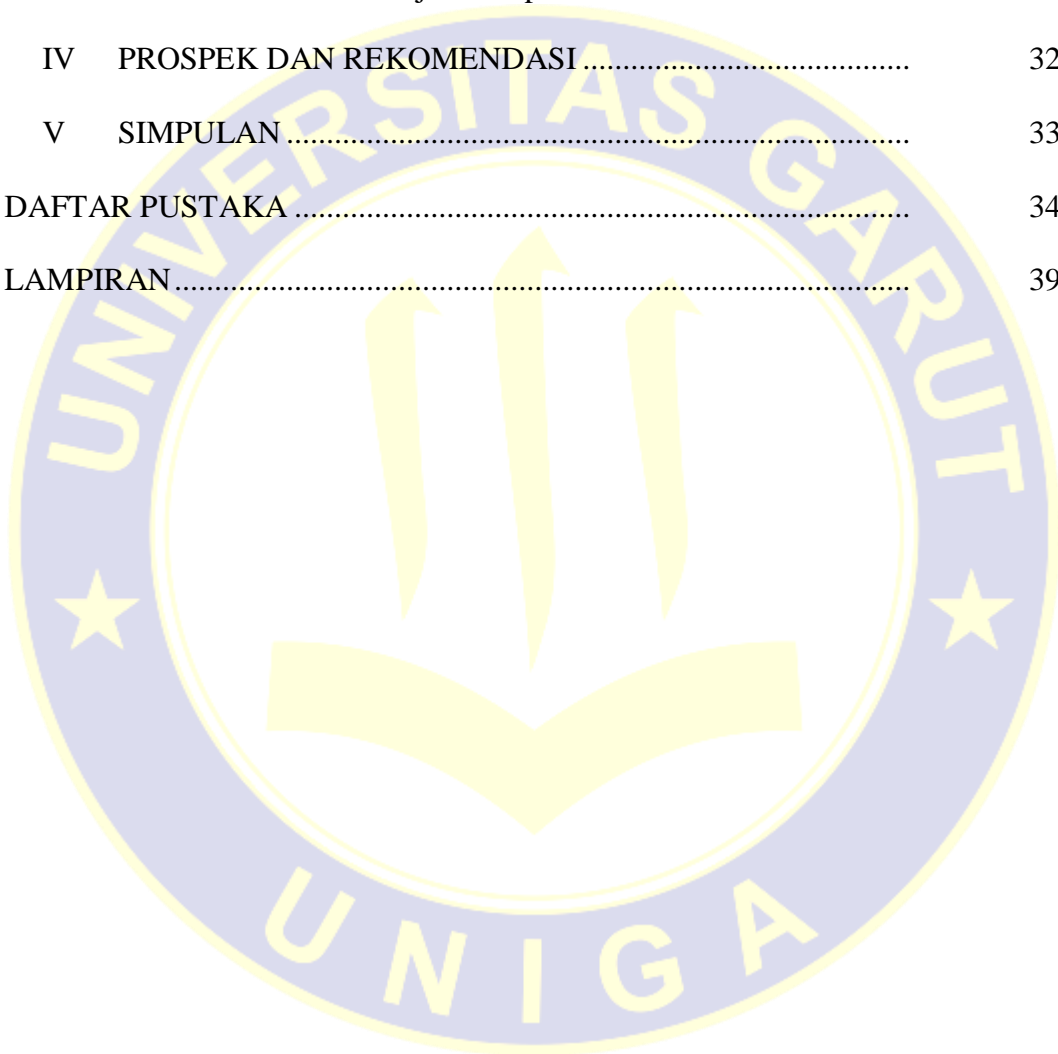 IV PROSPEK DAN REKOMENDASI ................................... 32
V SIMPULAN .................................................................. 33
DAFTAR PUSTAKA .................................................................. 34
LAMPIRAN .............................................................................. 39
UNIVERSITAS GARUT
UNIGA